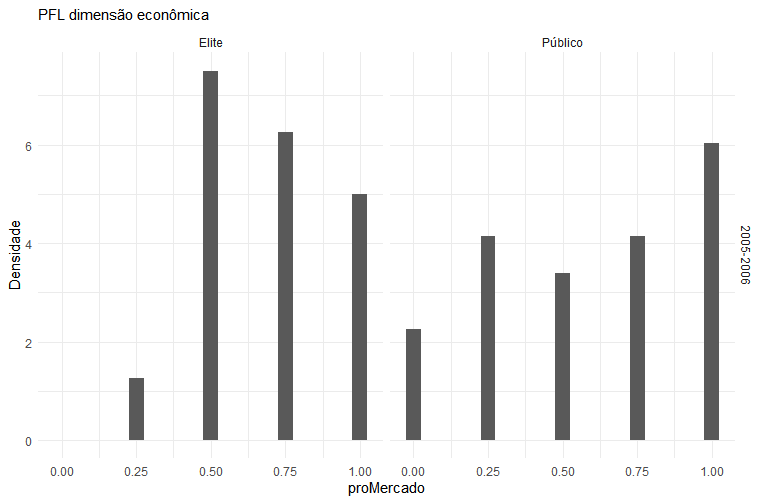 PFL dimensão econômica
Elite
Público
Densidade
6
4
2
0
2005-2006
0.00 0.25 0.50 0.75 1.00 0.00 0.25 0.50 0.75 1.00
proMercado